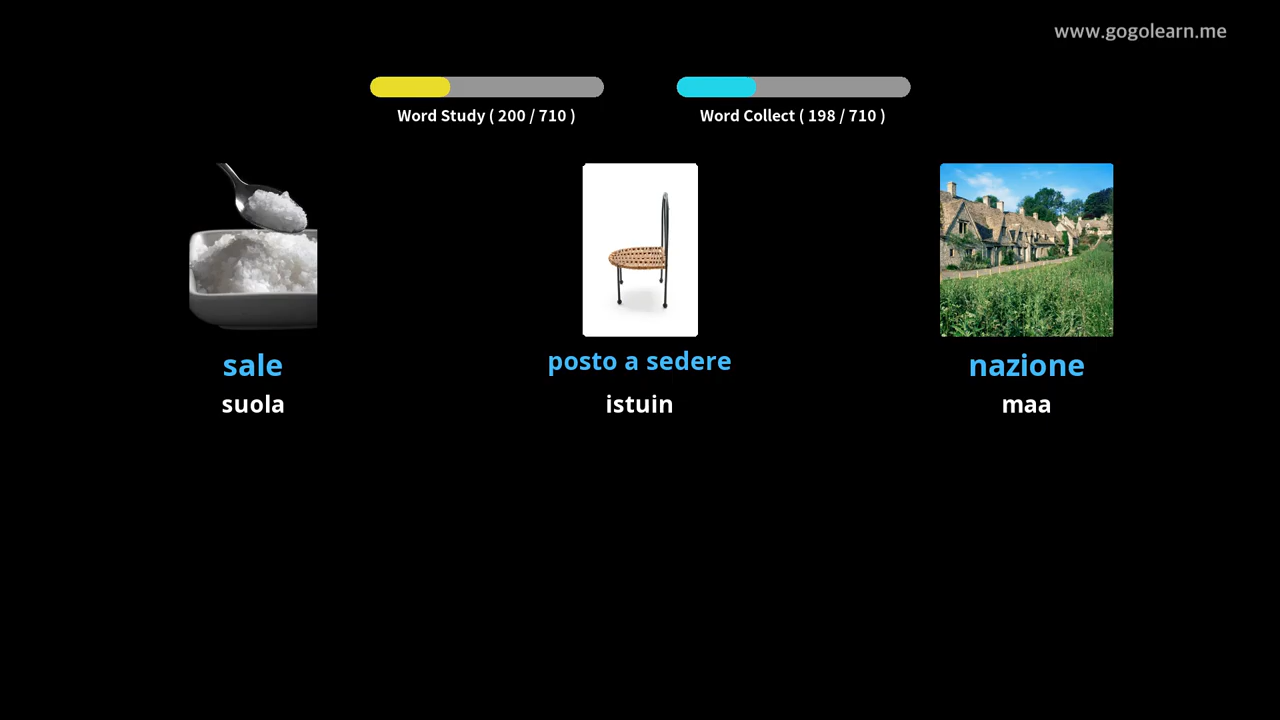 www.gogolearn.me
Word Study ( 200 / 710 )
Word Collect ( 198 / 710 )
sale
suola
posto a sedere
istuin
nazione
maa